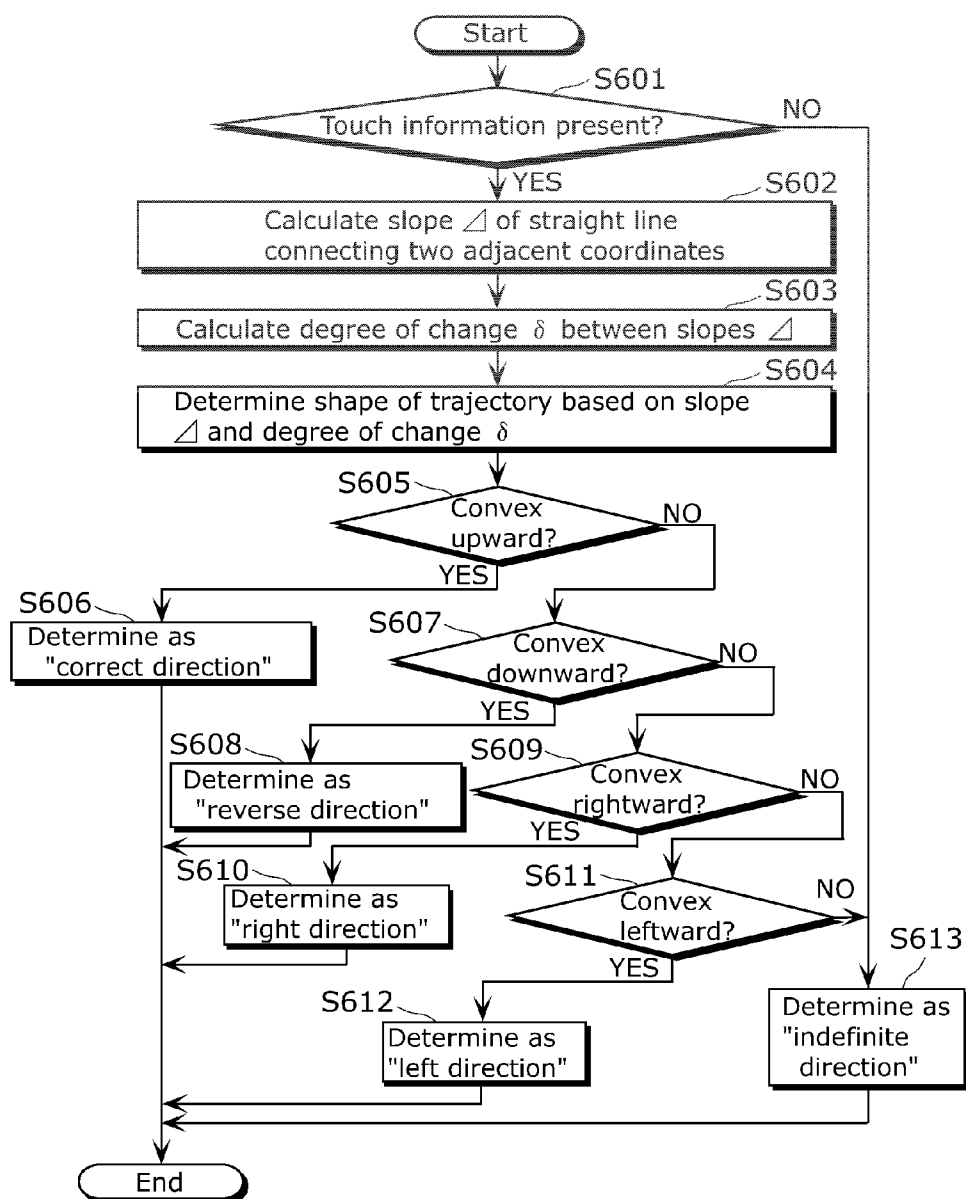 Start
S601
Touch information present?
NO
YES
S602
Calculate slope ⊿ of straight line
connecting two adjacent coordinates
S603
Calculate degree of change δ between slopes ⊿
S604
Determine shape of trajectory based on slope
⊿ and degree of change δ
S605
Convex
upward?
NO
YES
S606
Determine as
"correct direction"
S607
Convex
downward?
NO
YES
S608
Determine as
"reverse direction"
S609
Convex
rightward?
NO
YES
S610
Determine as
"right direction"
S611
Convex
leftward?
NO
YES
S612
Determine as
"left direction"
S613
Determine as
"indefinite
direction"
End